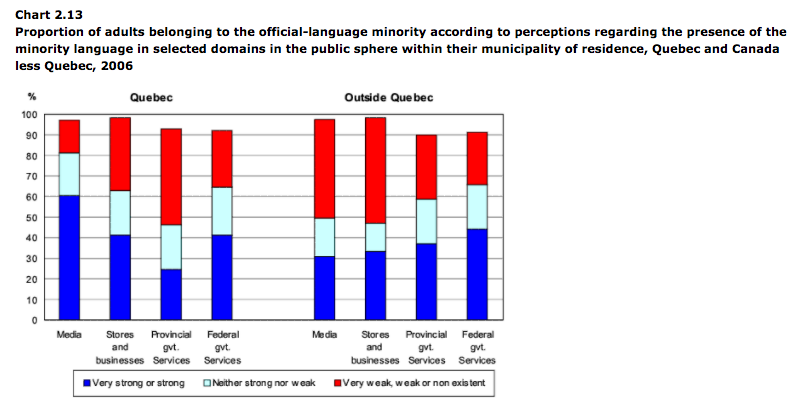 Chart 2.13
Proportion of adults belonging to the official-language minority according to perceptions regarding the presence of the
minority language in selected domains in the public sphere within their municipality of residence, Quebec and Canada
less Quebec, 2006
% Quebec Outside Quebec
100
90
80
70
60
50
40
30
20
10
0
Media Stores Provincial Federal Media Stores Provincial Federal
and gvt. gvt. and gvt. gvt.
businesses Services Services businesses Services Services
Very strong or strong Neither strong nor weak Very weak, weak or non existent